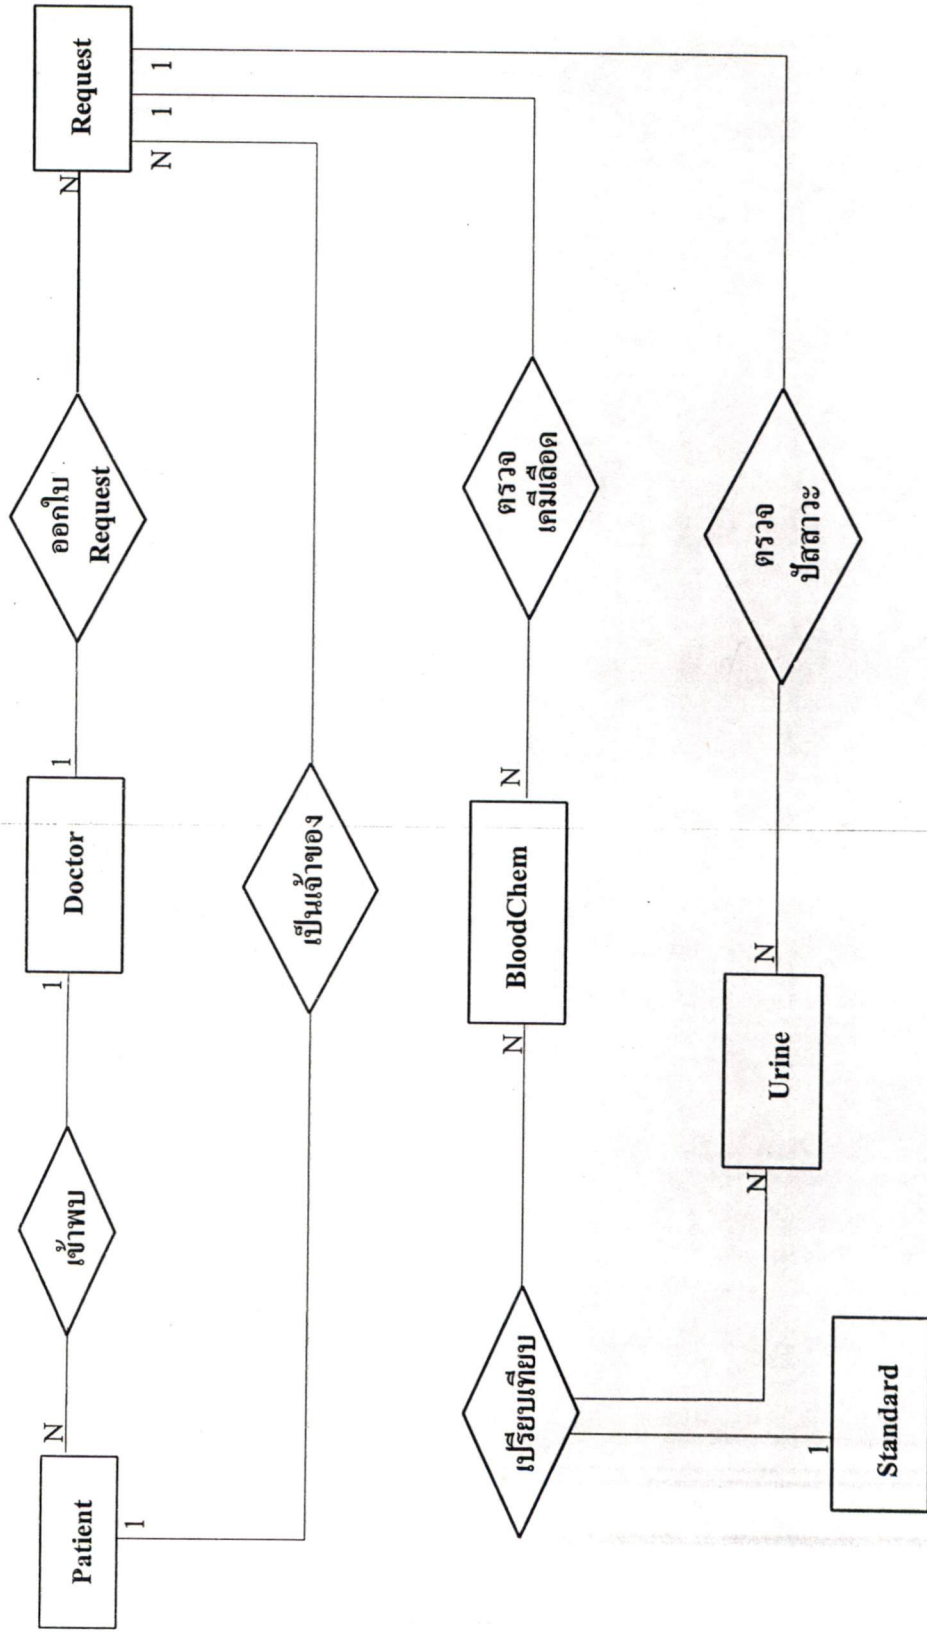 Patient
N
เข้าพบ
1
Doctor
1
ออกใบ
Request
N
Request
1
เป็นเจ้าของ
N
1
1
เปรียบเทียบ
N
BloodChem
N
ตรวจ
เคมีเลือด
N
Urine
N
ตรวจ
ปัสสาวะ
1
Standard